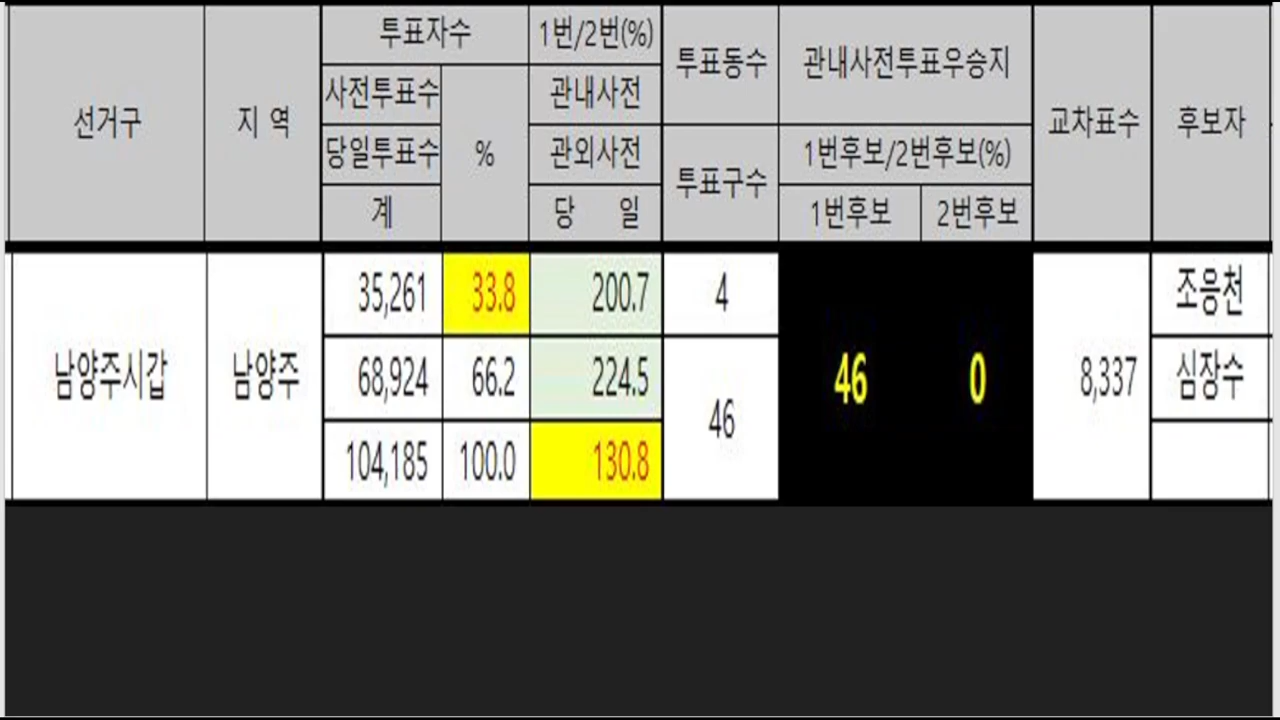 선거구
지 역
투표자수
사전투표수
당일투표수
계
%
1번/2번(%)
관내사전
관외사전
당 일
투표동수
투표구수
관내사전투표우승지
1번후보/2번후보(%)
1번후보
2번후보
교차표수
후보자
남양주시갑
남양주
35,261
33.8
200.7
4
46
0
8,337
조응천
68,924
66.2
224.5
46
심장수
104,185
100.0
130.8